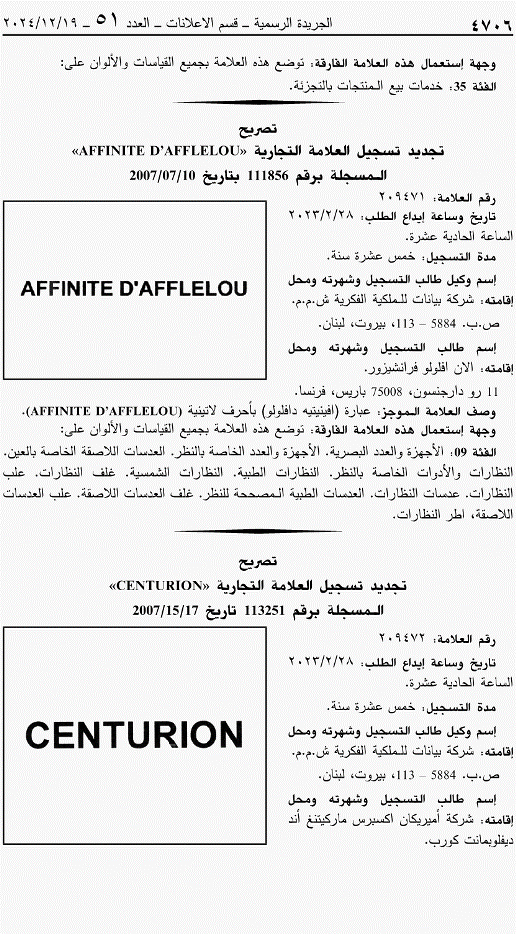 ٤٧٠٦ الجريدة الرسمية – قسم الاعلانات – العدد ٥١ – ٢٠٢٤/١٢/١٩
وجهة إستعمال هذه العلامة الفارقة: توضع هذه العلامة بجميع القياسات والألوان على:
الفئة 35: خدمات بيع المنتجات بالتجزئة.
تصريح
تجديد تسجيل العلامة التجارية «AFFINITE D’AFFLELOU»
المسجلة برقم 111856 بتاريخ 2007/07/10
رقم العلامة: ٢٠٩٤٧١
تاريخ وساعة إيداع الطلب: ٢٠٢٣/٢/٢٨
الساعة الحادية عشرة.
مدة التسجيل: خمس عشرة سنة.
إسم وكيل طالب التسجيل وشهرته ومحل
إقامته: شركة بيانات للملكية الفكرية ش.م.م.
ص.ب. 5884 – 113، بيروت، لبنان.
إسم طالب التسجيل وشهرته ومحل
إقامته: الان افلولو فرانشيزور.
AFFINITE D'AFFLELOU
11 رو دارجنسون، 75008 باريس، فرنسا.
وصف العلامة الموجز: عبارة (افينيتيه دافلولو) بأحرف لاتينية (AFFINITE D’AFFLELOU).
وجهة إستعمال هذه العلامة الفارقة: توضع هذه العلامة بجميع القياسات والألوان على:
الفئة 09: الأجهزة والعدد البصرية. الأجهزة والعدد الخاصة بالنظر. العدسات اللاصقة الخاصة بالعين.
النظارات والأدوات الخاصة بالنظر. النظارات الطبية. النظارات الشمسية. غلف النظارات. علب
النظارات. عدسات النظارات. العدسات الطبية المصححة للنظر. غلف العدسات اللاصقة. علب العدسات
اللاصقة، اطر النظارات.
تصريح
تجديد تسجيل العلامة التجارية «CENTURION»
المسجلة برقم 113251 تاريخ 2007/15/17
رقم العلامة: ٢٠٩٤٧٢
تاريخ وساعة إيداع الطلب: ٢٠٢٣/٢/٢٨
الساعة الحادية عشرة.
مدة التسجيل: خمس عشرة سنة.
إسم وكيل طالب التسجيل وشهرته ومحل
إقامته: شركة بيانات للملكية الفكرية ش.م.م.
ص.ب. 5884 – 113، بيروت، لبنان.
إسم طالب التسجيل وشهرته ومحل
إقامته: شركة أميريكان اكسبرس ماركيتنغ أند
ديفلوبمانت كورب.
CENTURION